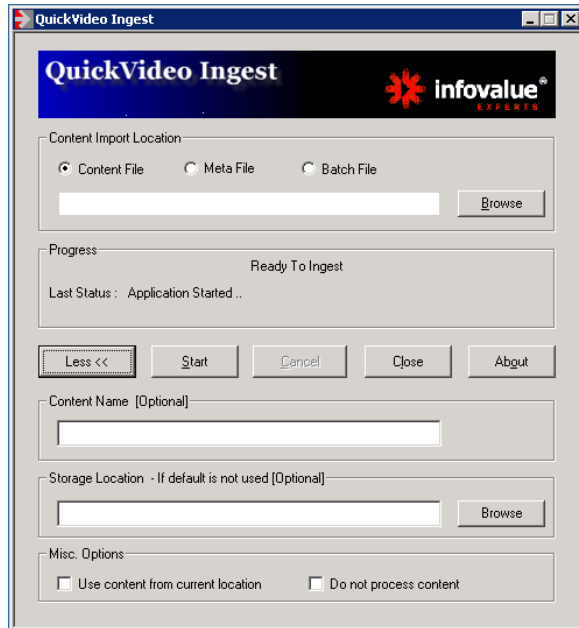 QuickVideo Ingest
QuickVideo Ingest
infovalue®
EXPERTS
Content Import Location
Content File Meta File Batch File
Browse
Progress
Ready To Ingest
Last Status : Application Started ..
Less << Start Cancel Close About
Content Name [Optional]
Storage Location - If default is not used [Optional]
Browse
Misc. Options
Use content from current location Do not process content